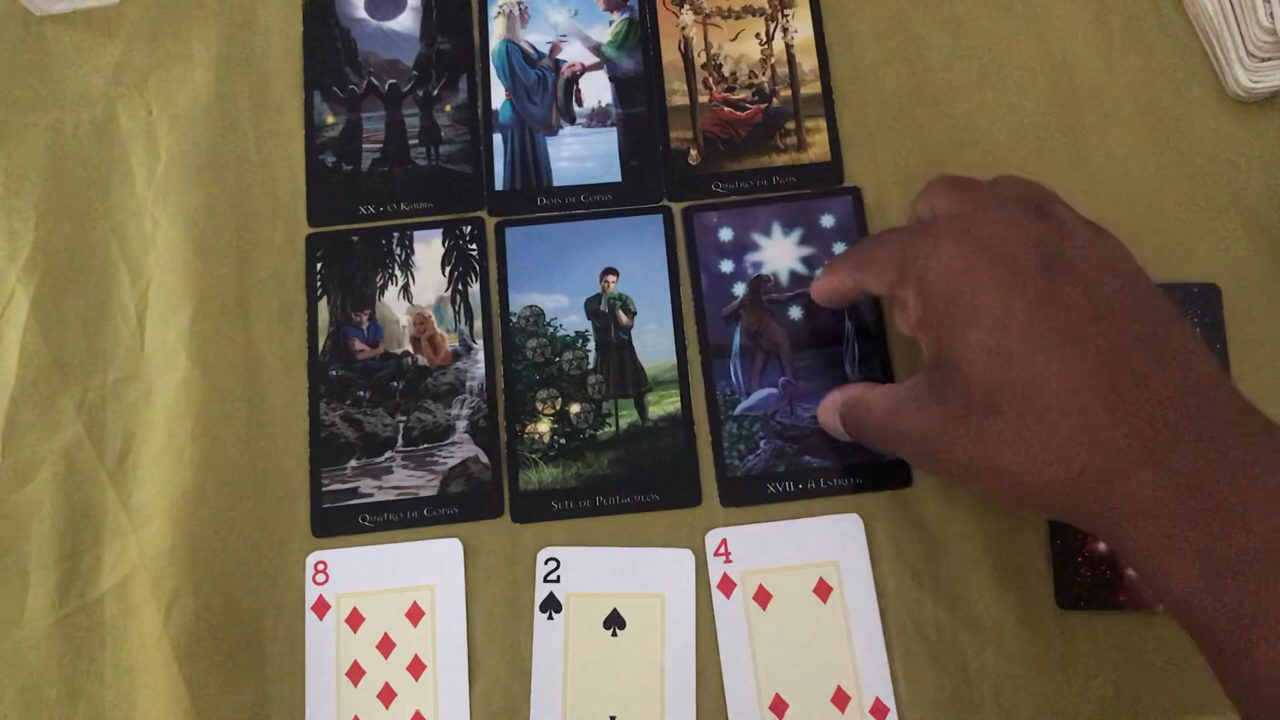 XX • O KARMA
DOIS DE COPAS
QUATRO DE PAUS
QUATRO DE COPAS
SETE DE PENTÁCULOS
XVII • A ESTRELA
8
2
4